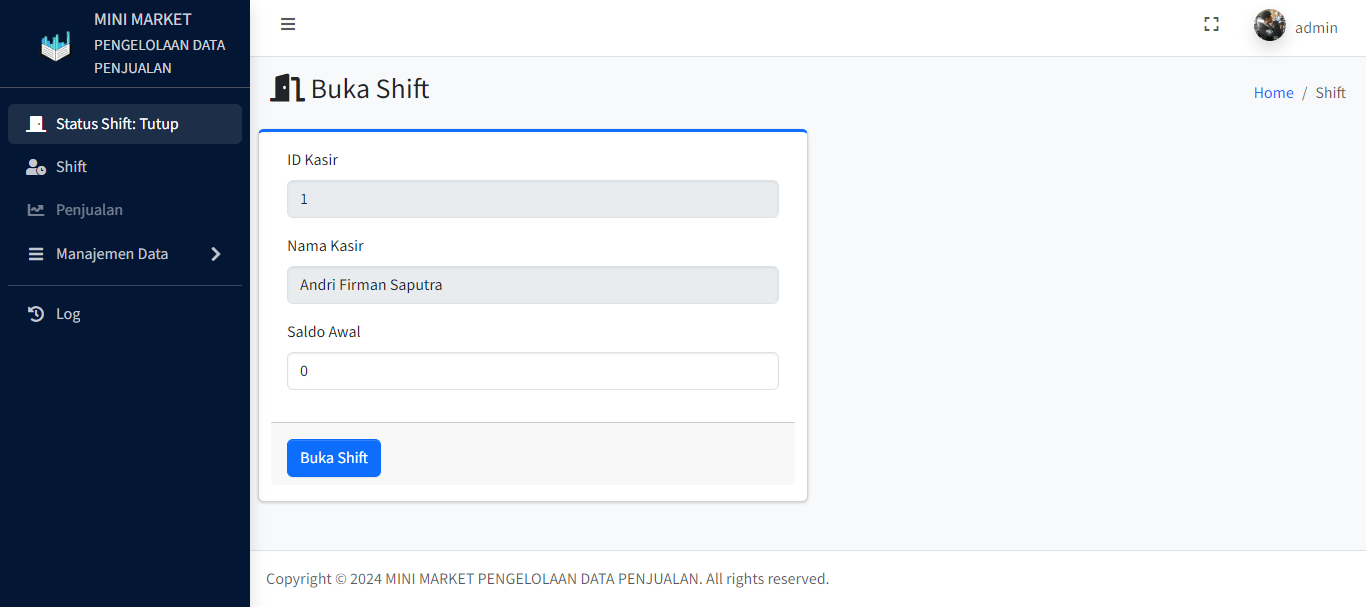 MINI MARKET
PENGELOLAAN DATA
PENJUALAN
admin
Status Shift: Tutup
Shift
Penjualan
Manajemen Data
Log
Buka Shift
Home / Shift
ID Kasir
1
Nama Kasir
Andri Firman Saputra
Saldo Awal
0
Buka Shift
Copyright © 2024 MINI MARKET PENGELOLAAN DATA PENJUALAN. All rights reserved.